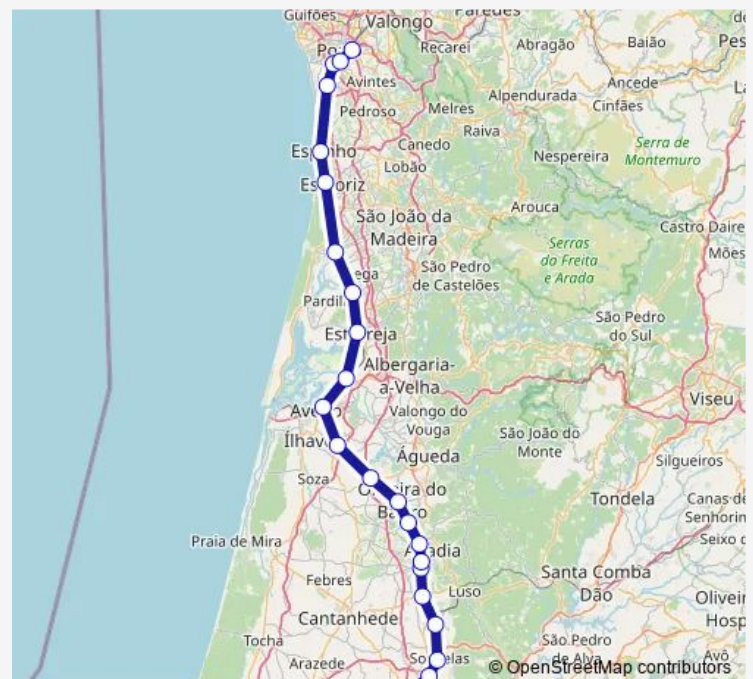 Guifões
Valongo
Paredes
Recarei
Abragão
Baião
Avintes
Ancede
Alpendurada
Cinfães
Pedroso
Melres
Raiva
Serra de
Montemuro
Canedo
Nespereira
Lobão
Arouca
São João da
Madeira
Castro Daire
Serras
da Freita
e Arada
São Pedro
de Castelões
São Pedro
do Sul
Albergaria-
a-Velha
Viseu
Valongo do
Vouga
São João do
Monte
Águeda
Silgueiros
Soza
Tondela
Praia de Mira
Febres
Luso
Santa Comba
Dão
Cantanhede
Tocha
São Pedro
de Alva
Avô
Arazede
© OpenStreetMap contributors